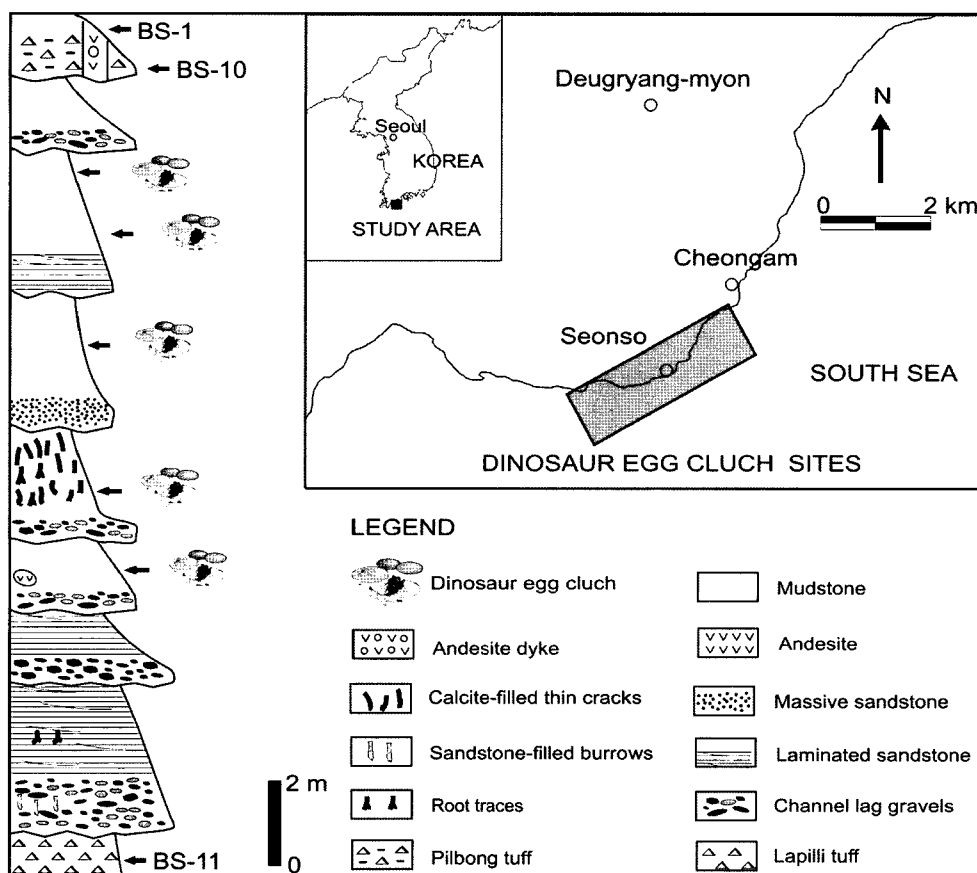 BS-1
BS-10
Deugryang-myon
N
Seoul
KOREA
STUDY AREA
0 2 km
Cheongam
Seonso
SOUTH SEA
DINOSAUR EGG CLUCH SITES
LEGEND
Dinosaur egg cluch
Mudstone
Andesite dyke
Andesite
Calcite-filled thin cracks
Massive sandstone
Sandstone-filled burrows
Laminated sandstone
Root traces
Channel lag gravels
Pilbong tuff
Lapilli tuff
2 m
0
BS-11